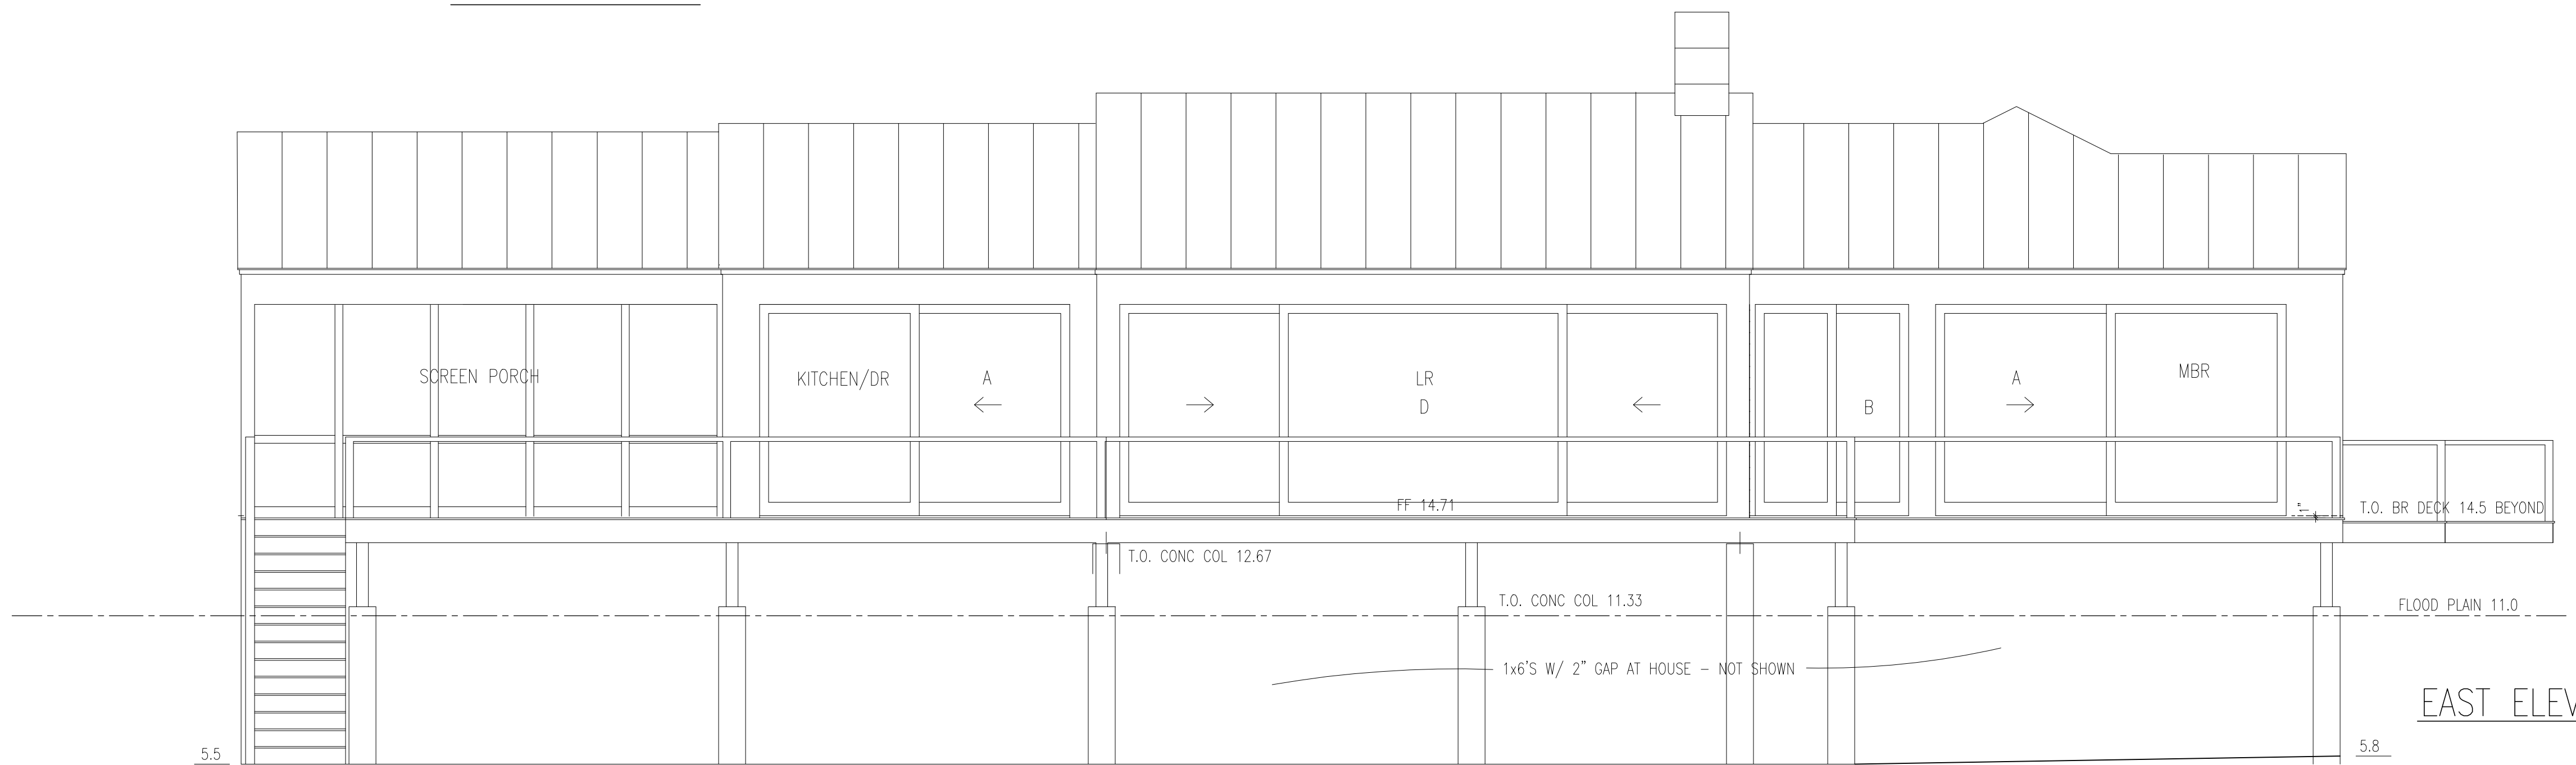 SCREEN PORCH
KITCHEN/DR
A
LR
D
B
A
MBR
FF 14.71
1"
T.O. BR DECK 14.5 BEYOND
T.O. CONC COL 12.67
T.O. CONC COL 11.33
FLOOD PLAIN 11.0
1x6'S W/ 2" GAP AT HOUSE – NOT SHOWN
EAST ELEV
5.5
5.8